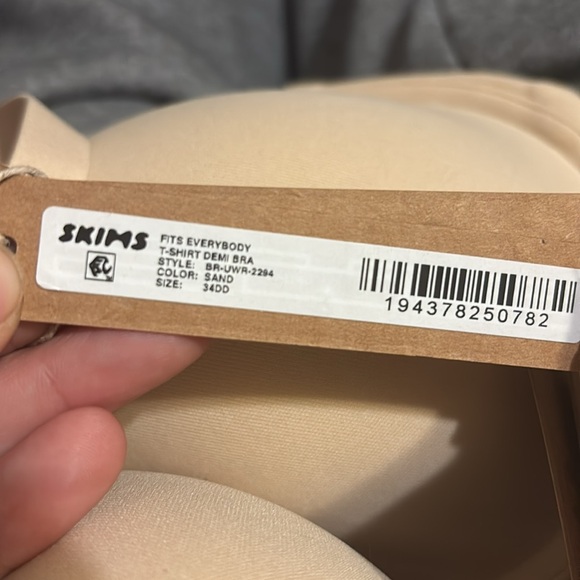 SKIMS
FITS EVERYBODY
T-SHIRT DEMI BRA
STYLE: BR-UWR-2294
COLOR: SAND
SIZE: 34DD
194378250782